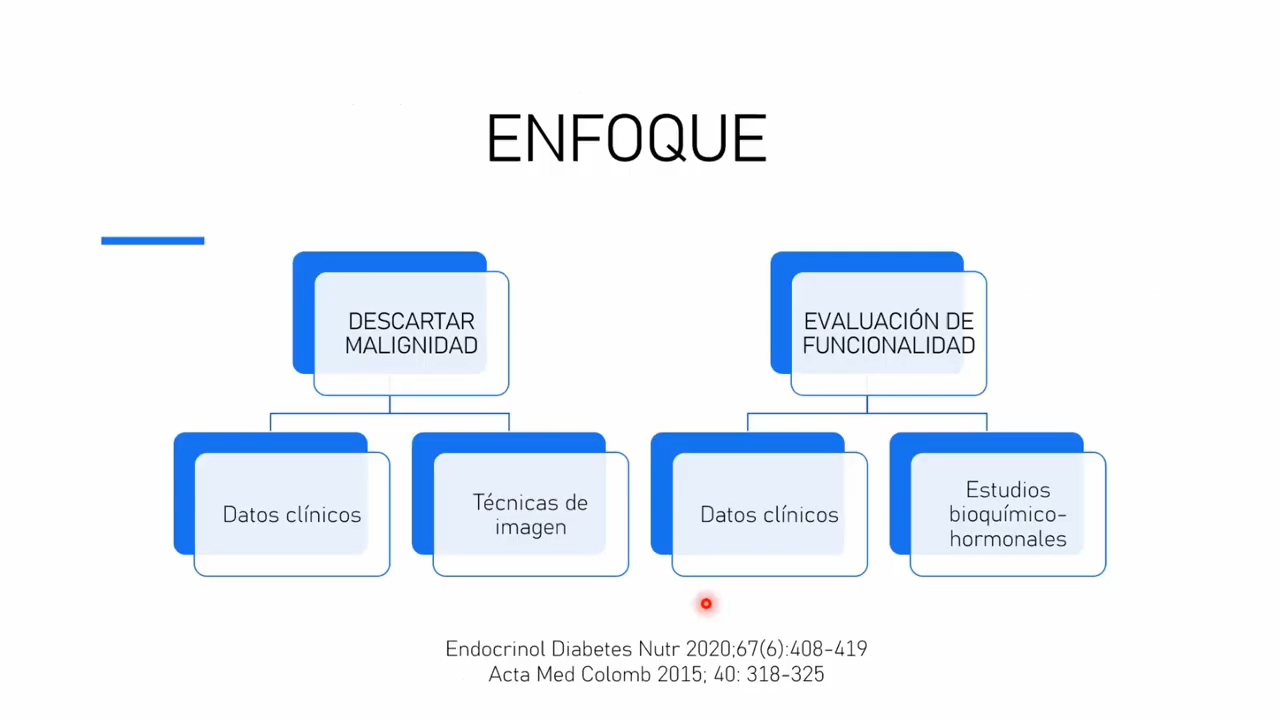 ENFOQUE
DESCARTAR
MALIGNIDAD
EVALUACIÓN DE
FUNCIONALIDAD
Datos clínicos
Técnicas de
imagen
Datos clínicos
Estudios
bioquímico-
hormonales
Endocrinol Diabetes Nutr 2020;67(6):408-419
Acta Med Colomb 2015; 40: 318-325